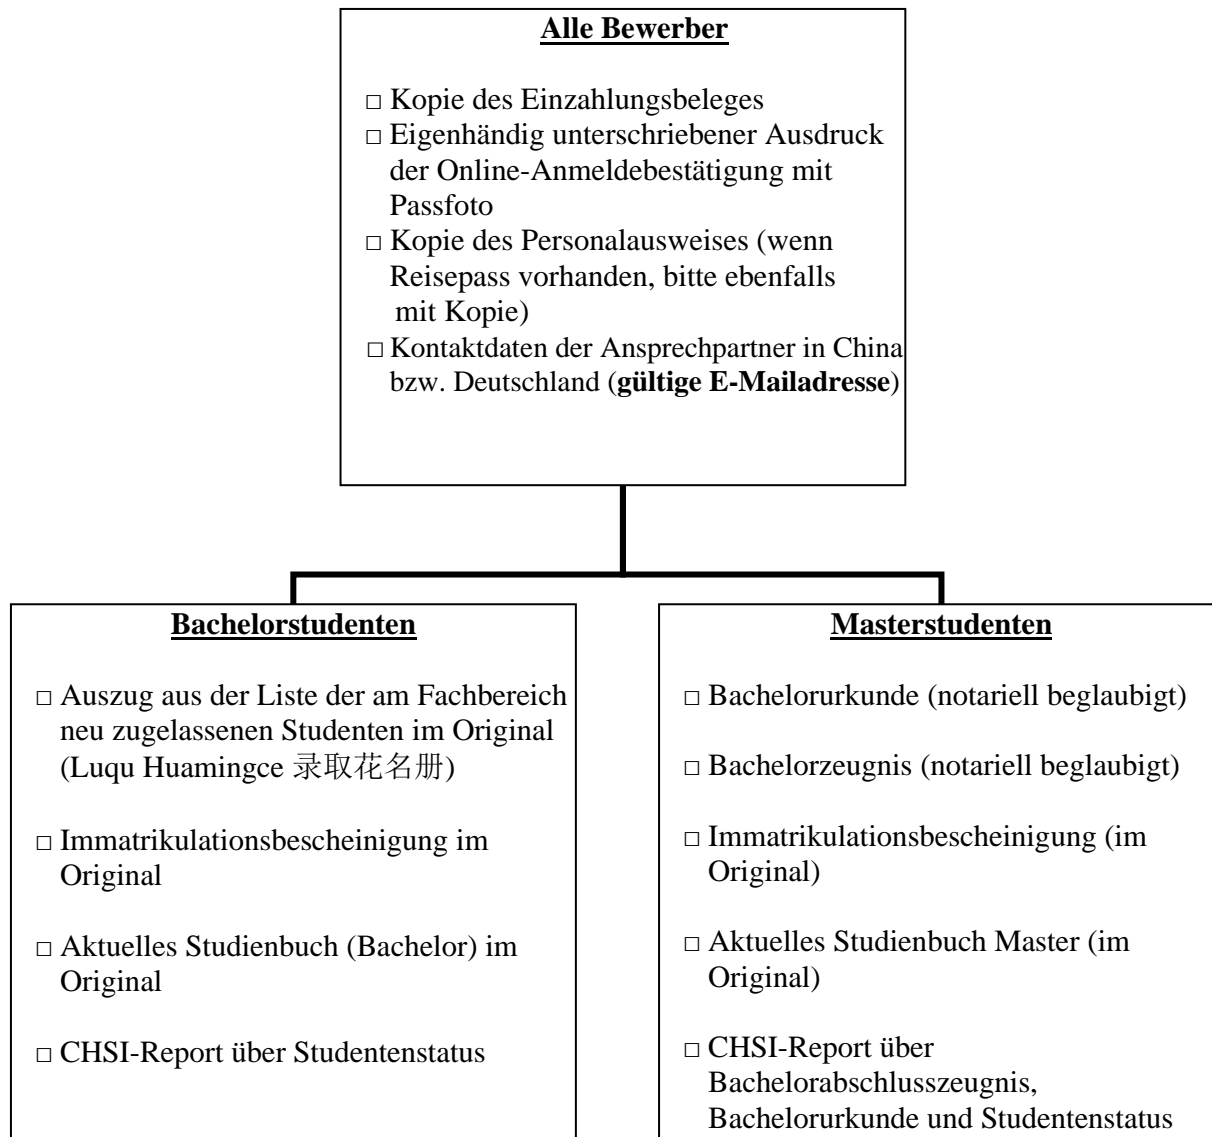 Alle Bewerber
□ Kopie des Einzahlungsbeleges
□ Eigenhändig unterschriebener Ausdruck
der Online-Anmeldebestätigung mit
Passfoto
□ Kopie des Personalausweises (wenn
Reisepass vorhanden, bitte ebenfalls
mit Kopie)
□ Kontaktdaten der Ansprechpartner in China
bzw. Deutschland (gültige E-Mailadresse)
Bachelorstudenten
□ Auszug aus der Liste der am Fachbereich
neu zugelassenen Studenten im Original
(Luqu Huamingce 录取花名册)
□ Immatrikulationsbescheinigung im
Original
□ Aktuelles Studienbuch (Bachelor) im
Original
□ CHSI-Report über Studentenstatus
Masterstudenten
□ Bachelorurkunde (notariell beglaubigt)
□ Bachelorzeugnis (notariell beglaubigt)
□ Immatrikulationsbescheinigung (im
Original)
□ Aktuelles Studienbuch Master (im
Original)
□ CHSI-Report über
Bachelorabschlusszeugnis,
Bachelorurkunde und Studentenstatus